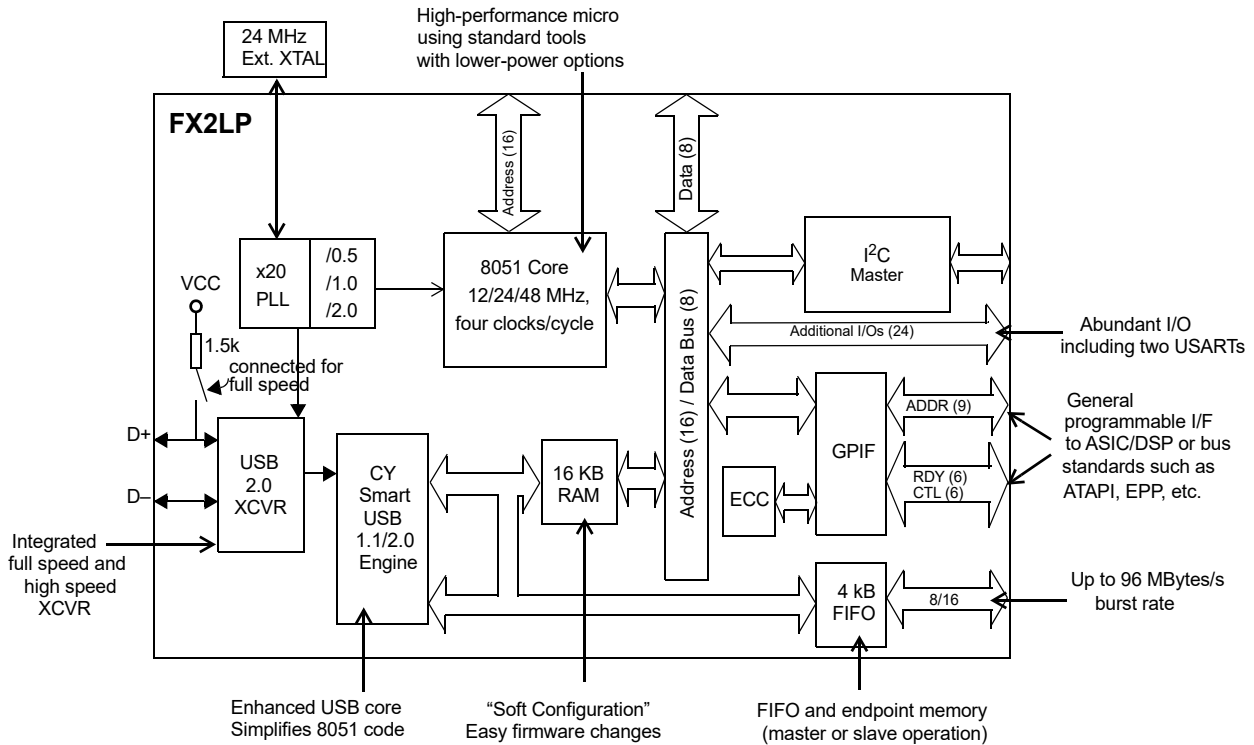 High-performance micro
using standard tools
with lower-power options
24 MHz
Ext. XTAL
FX2LP
Address (16)
Data (8)
x20
PLL
/0.5
/1.0
/2.0
8051 Core
12/24/48 MHz,
four clocks/cycle
I²C
Master
VCC
1.5k
connected for
full speed
Additional I/Os (24)
Abundant I/O
including two USARTs
Address (16) / Data Bus (8)
ADDR (9)
General
programmable I/F
to ASIC/DSP or bus
standards such as
ATAPI, EPP, etc.
GPIF
RDY (6)
CTL (6)
ECC
D+
D–
USB
2.0
XCVR
CY
Smart
USB
1.1/2.0
Engine
16 KB
RAM
Integrated
full speed and
high speed
XCVR
4 kB
FIFO
8/16
Up to 96 MBytes/s
burst rate
Enhanced USB core
Simplifies 8051 code
“Soft Configuration”
Easy firmware changes
FIFO and endpoint memory
(master or slave operation)